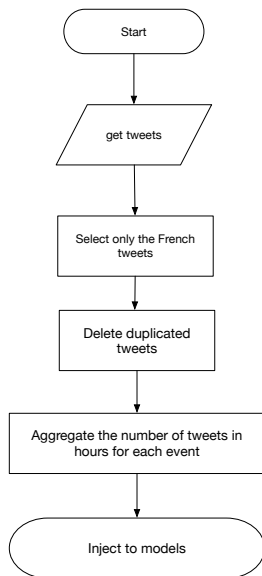 Start
get tweets
Select only the French
tweets
Delete duplicated
tweets
Aggregate the number of tweets in
hours for each event
Inject to models